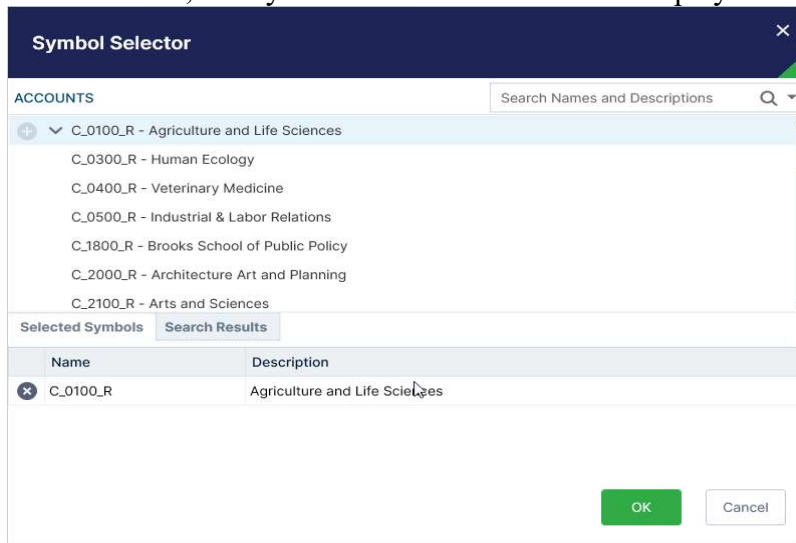 Symbol Selector
ACCOUNTS Search Names and Descriptions
C_0100_R - Agriculture and Life Sciences
C_0300_R - Human Ecology
C_0400_R - Veterinary Medicine
C_0500_R - Industrial & Labor Relations
C_1800_R - Brooks School of Public Policy
C_2000_R - Architecture Art and Planning
C_2100_R - Arts and Sciences
Selected Symbols Search Results
Name Description
C_0100_R Agriculture and Life Sciences
OK Cancel